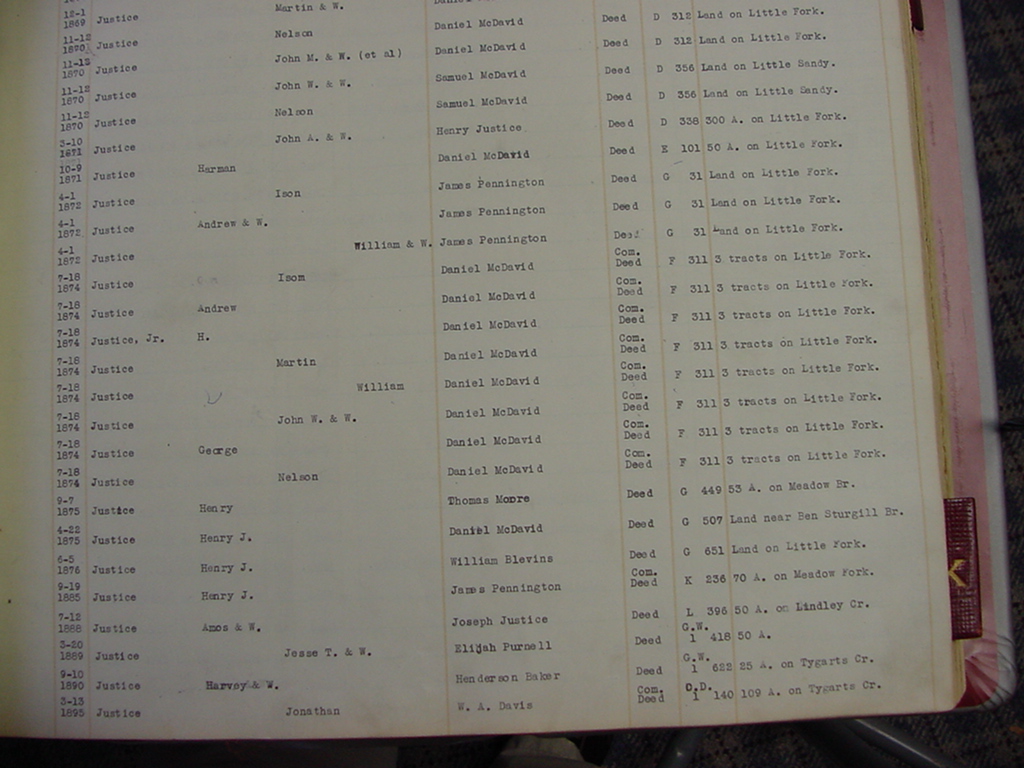 12-1 1869 Justice Martin & W. Daniel
11-12 1870 Justice Nelson Daniel McDavid Deed D 312 Land on Little Fork.
11-12 1870 Justice John M. & W. (et al) Daniel McDavid Deed D 312 Land on Little Fork.
11-12 1870 Justice John W. & W. Samuel McDavid Deed D 356 Land on Little Sandy.
11-12 1870 Justice Nelson Samuel McDavid Deed D 356 Land on Little Sandy.
3-10 1871 Justice John A. & W. Henry Justice Deed D 338 300 A. on Little Fork.
10-9 1871 Justice Harman Daniel McDavid Deed E 101 50 A. on Little Fork.
4-1 1872 Justice Ison James Pennington Deed G 31 Land on Little Fork.
4-1 1872 Justice Andrew & W. James Pennington Deed G 31 Land on Little Fork.
4-1 1872 Justice William & W. James Pennington Deed G 31 Land on Little Fork.
7-18 1874 Justice Isom Daniel McDavid Com. Deed F 311 3 tracts on Little Fork.
7-18 1874 Justice Andrew Daniel McDavid Com. Deed F 311 3 tracts on Little Fork.
7-18 1874 Justice, Jr. H. Daniel McDavid Com. Deed F 311 3 tracts on Little Fork.
7-18 1874 Justice Martin Daniel McDavid Com. Deed F 311 3 tracts on Little Fork.
7-18 1874 Justice William Daniel McDavid Com. Deed F 311 3 tracts on Little Fork.
7-18 1874 Justice John W. & W. Daniel McDavid Com. Deed F 311 3 tracts on Little Fork.
7-18 1874 Justice George Daniel McDavid Com. Deed F 311 3 tracts on Little Fork.
7-18 1874 Justice Nelson Daniel McDavid Com. Deed F 311 3 tracts on Little Fork.
9-7 1875 Justice Henry Thomas Moore Deed G 449 53 A. on Meadow Br.
4-22 1875 Justice Henry J. Daniel McDavid Deed G 507 Land near Ben Sturgill Br.
6-5 1876 Justice Henry J. William Blevins Deed G 651 Land on Little Fork.
9-19 1885 Justice Henry J. James Pennington Com. Deed K 236 70 A. on Meadow Fork.
7-12 1888 Justice Amos & W. Joseph Justice Deed L 396 50 A. on Lindley Cr.
3-20 1889 Justice Jesse T. & W. Elijah Purnell Deed G.W. 1 418 50 A.
9-10 1890 Justice Harvey & W. Henderson Baker Deed G.W. 1 622 25 A. on Tygarts Cr.
3-13 1895 Justice Jonathan W. A. Davis Com. Deed D.D. 1 140 109 A. on Tygarts Cr.